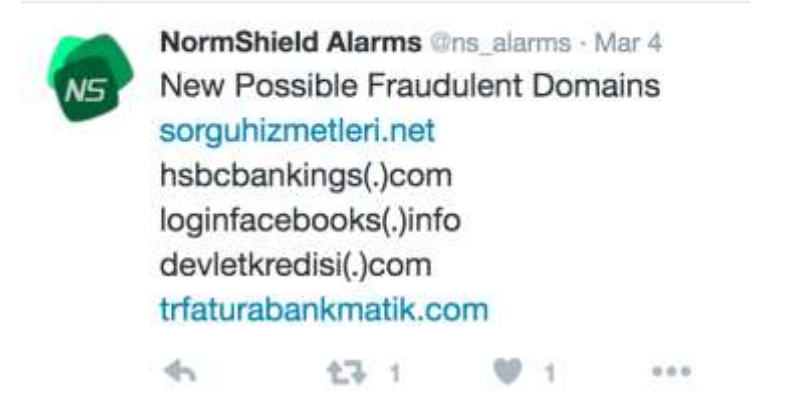 NormShield Alarms @ns_alarms · Mar 4
NS
New Possible Fraudulent Domains
sorguhizmetleri.net
hsbcbankings(.)com
loginfacebooks(.)info
devletkredisi(.)com
trfaturabankmatik.com
1 1